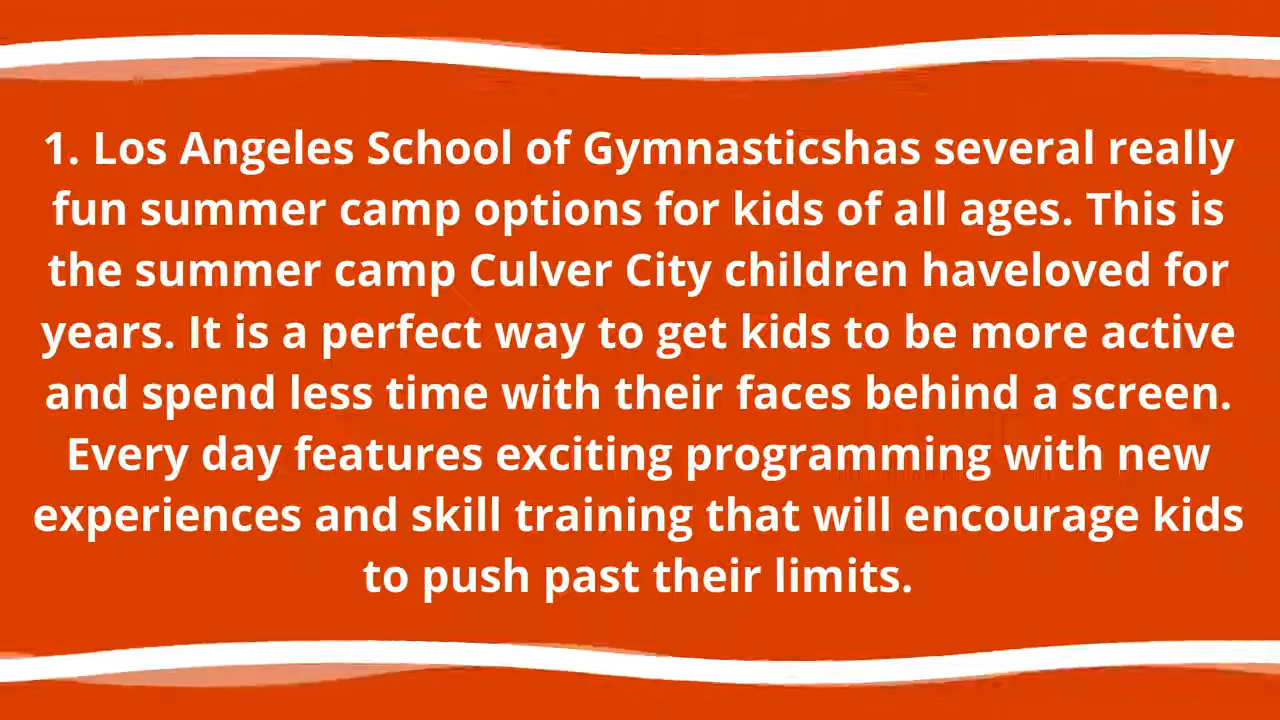 1. Los Angeles School of Gymnasticshas several really
fun summer camp options for kids of all ages. This is
the summer camp Culver City children haveloved for
years. It is a perfect way to get kids to be more active
and spend less time with their faces behind a screen.
Every day features exciting programming with new
experiences and skill training that will encourage kids
to push past their limits.